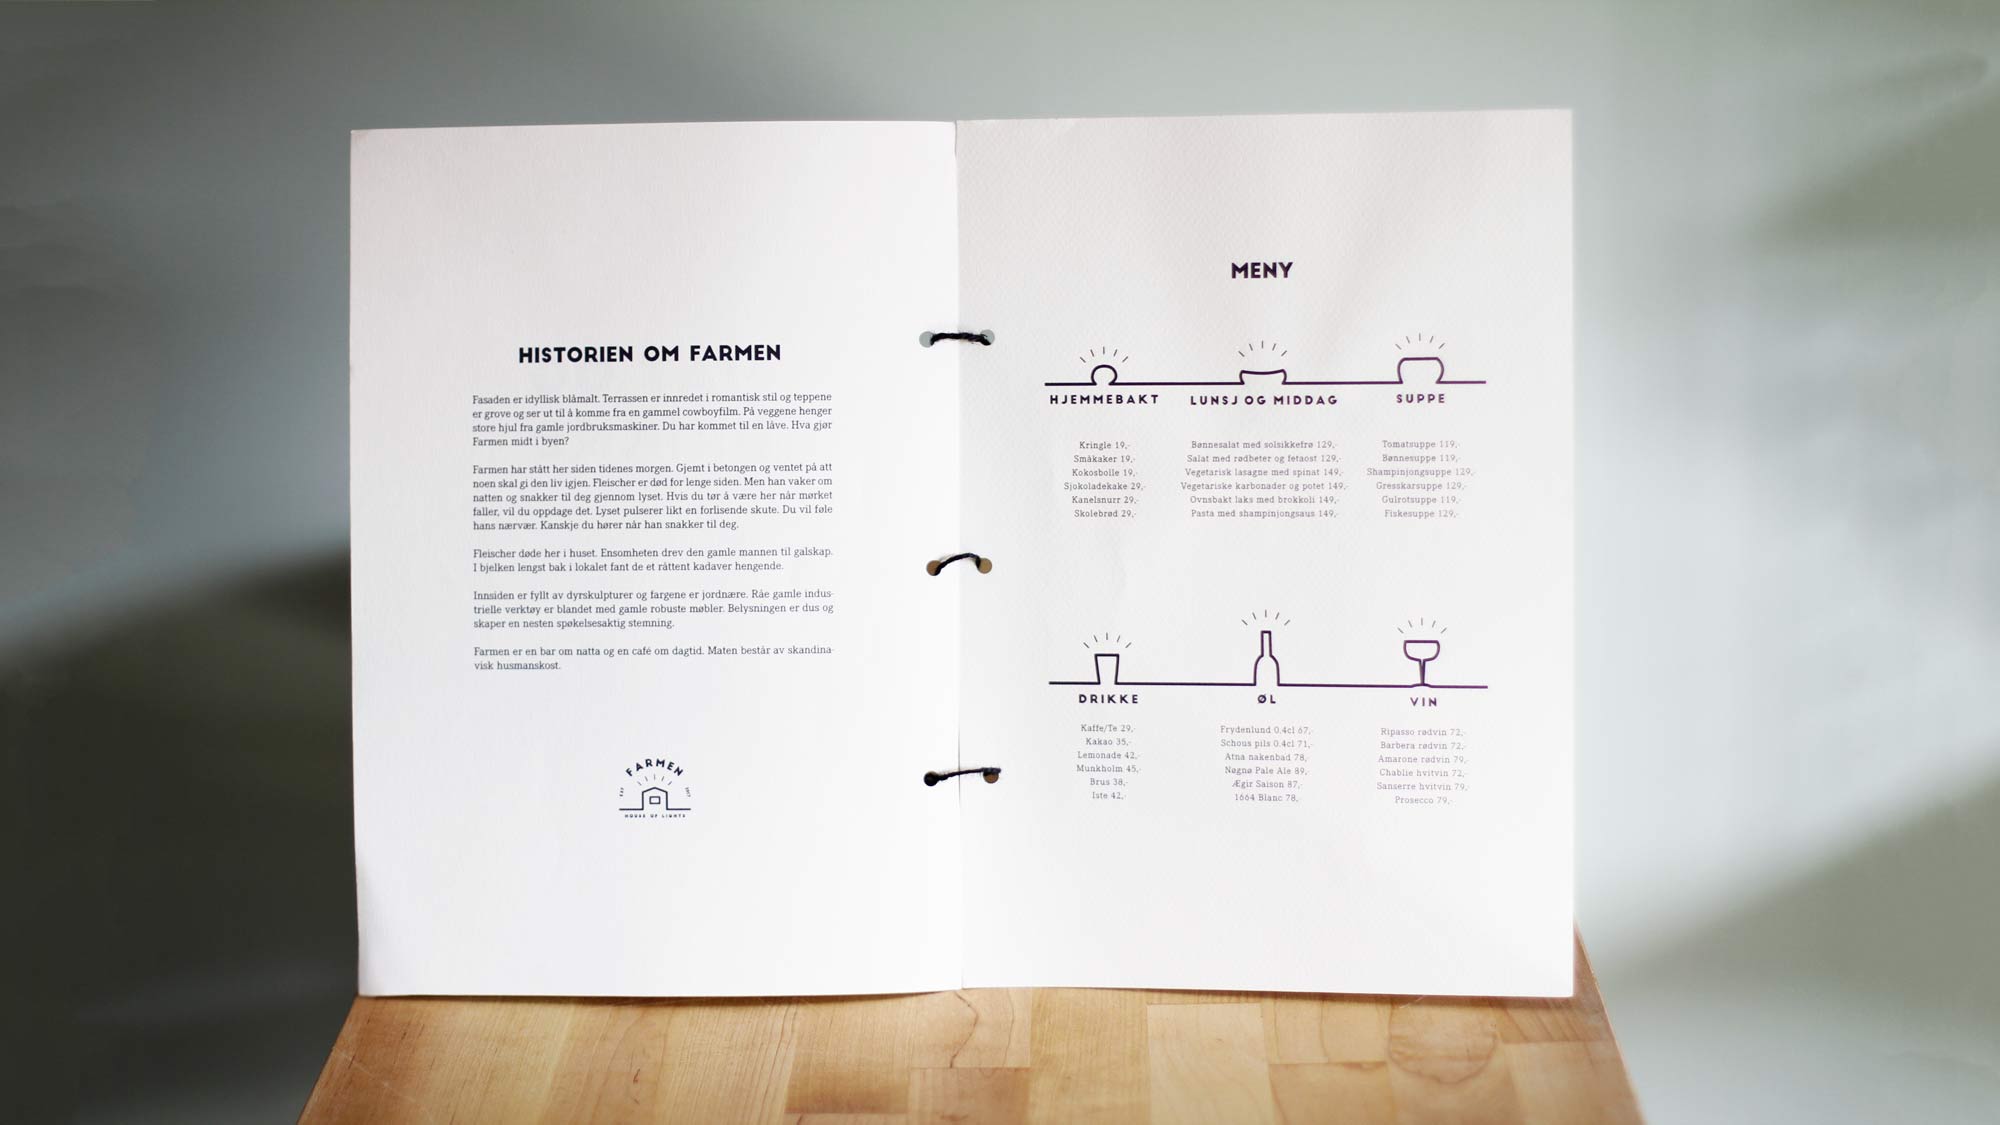 HISTORIEN OM FARMEN
Fasaden er idyllisk blåmalt. Terrassen er innredet i romantisk stil og teppene
er grove og ser ut til å komme fra en gammel cowboyfilm. På veggene henger
store hjul fra gamle jordbruksmaskiner. Du har kommet til en låve. Hva gjør
Farmen midt i byen?
Farmen har stått her siden tidenes morgen. Gjemt i betongen og ventet på att
noen skal gi den liv igjen. Fleischer er død for lenge siden. Men han vaker om
natten og snakker til deg gjennom lyset. Hvis du tør å være her når mørket
faller, vil du oppdage det. Lyset pulserer likt en forlisende skute. Du vil føle
hans nærvær. Kanskje du hører når han snakker til deg.
Fleischer døde her i huset. Ensomheten drev den gamle mannen til galskap.
I bjelken lengst bak i lokalet fant de et råttent kadaver hengende.
Innsiden er fyllt av dyrskulpturer og fargene er jordnære. Råe gamle indus-
trielle verktøy er blandet med gamle robuste møbler. Belysningen er dus og
skaper en nesten spøkelsesaktig stemning.
Farmen er en bar om natta og en café om dagtid. Maten består av skandina-
visk husmanskost.
FARMEN
HOUSE OF LIGHTS
MENY
HJEMMEBAKT
Kringle 19,-
Småkaker 19,-
Kokosbolle 19,-
Sjokoladekake 29,-
Kanelsnurr 29,-
Skolebrød 29,-
LUNSJ OG MIDDAG
Bønnesalat med solsikkefrø 129,-
Salat med rødbeter og fetaost 129,-
Vegetarisk lasagne med spinat 149,-
Vegetariske karbonader og potet 149,-
Ovnsbakt laks med brokkoli 149,-
Pasta med shampinjongsaus 149,-
SUPPE
Tomatsuppe 119,-
Bønnesuppe 119,-
Shampinjongsuppe 129,-
Gresskarsuppe 129,-
Gulrotsuppe 119,-
Fiskesuppe 129,-
DRIKKE
Kaffe/Te 29,-
Kakao 35,-
Lemonade 42,-
Munkholm 45,-
Brus 38,-
Iste 42,-
ØL
Frydenlund 0.4cl 67,-
Schous pils 0.4cl 71,-
Atna nakenbad 78,-
Nøgnø Pale Ale 89,-
Ægir Saison 87,-
1664 Blanc 78,-
VIN
Ripasso rødvin 72,-
Barbera rødvin 72,-
Amarone rødvin 79,-
Chablie hvitvin 72,-
Sanserre hvitvin 79,-
Prosecco 79,-